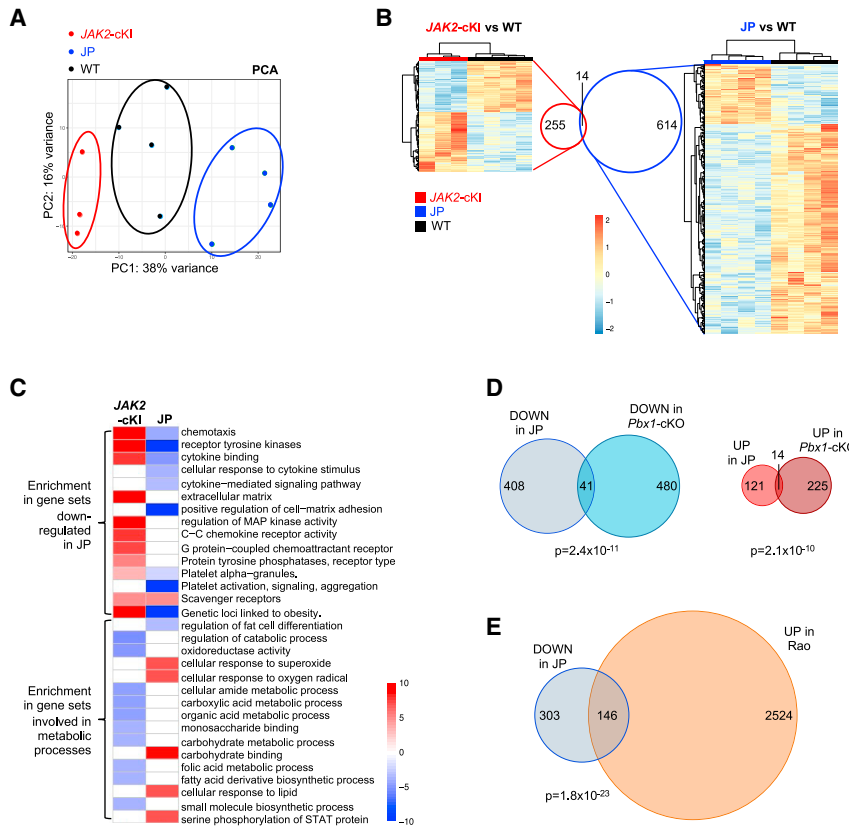 A
JAK2-cKI
JP
WT
PCA
PC2: 16% variance
10
0
-10
-20
-10
0
10
20
PC1: 38% variance
B
JAK2-cKI vs WT
JP vs WT
14
255
614
JAK2-cKI
JP
WT
2
1
0
-1
-2
C
JAK2
-cKI
JP
Enrichment
in gene sets
down-
regulated
in JP
chemotaxis
receptor tyrosine kinases
cytokine binding
cellular response to cytokine stimulus
cytokine-mediated signaling pathway
extracellular matrix
positive regulation of cell-matrix adhesion
regulation of MAP kinase activity
C-C chemokine receptor activity
G protein-coupled chemoattractant receptor
Protein tyrosine phosphatases, receptor type
Platelet alpha-granules.
Platelet activation, signaling, aggregation
Scavenger receptors
Genetic loci linked to obesity.
Enrichment
in gene sets
involved in
metabolic
processes
regulation of fat cell differentiation
regulation of catabolic process
oxidoreductase activity
cellular response to superoxide
cellular response to oxygen radical
cellular amide metabolic process
carboxylic acid metabolic process
organic acid metabolic process
monosaccharide binding
carbohydrate metabolic process
carbohydrate binding
folic acid metabolic process
fatty acid derivative biosynthetic process
cellular response to lipid
small molecule biosynthetic process
serine phosphorylation of STAT protein
10
5
0
-5
-10
D
DOWN
in JP
DOWN in
Pbx1-cKO
408
41
480
p=2.4x10-11
UP
in JP
14
UP in
Pbx1-cKO
121
225
p=2.1x10-10
E
DOWN
in JP
UP in
Rao
303
146
2524
p=1.8x10-23